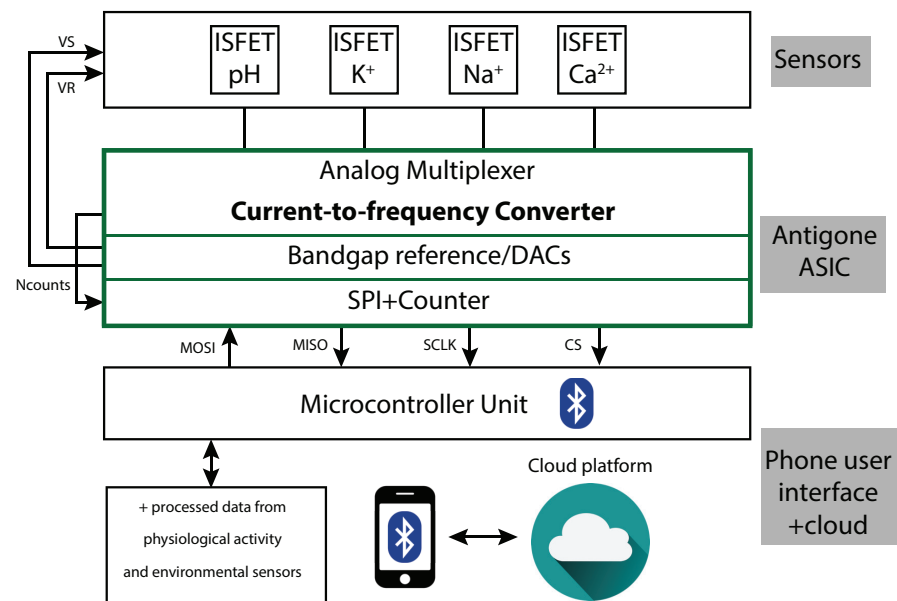 VS
VR
ISFET
pH
ISFET
K⁺
ISFET
Na⁺
ISFET
Ca²⁺
Sensors
Analog Multiplexer
Current-to-frequency Converter
Bandgap reference/DACs
SPI+Counter
Ncounts
Antigone
ASIC
MOSI
MISO
SCLK
CS
Microcontroller Unit
+ processed data from
physiological activity
and environmental sensors
Cloud platform
Phone user
interface
+cloud